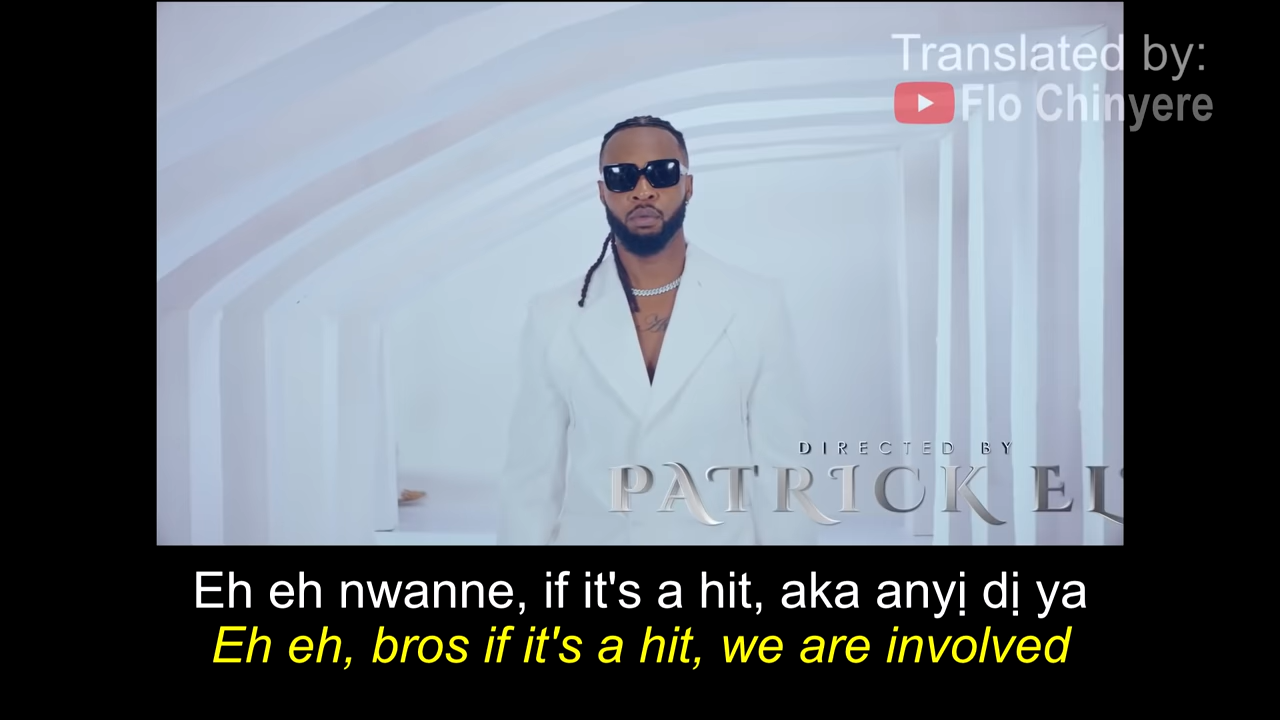 Translated by:
Flo Chinyere
DIRECTED BY
PATRICK
Eh eh nwanne, if it's a hit, aka anyị dị ya
Eh eh, bros if it's a hit, we are involved